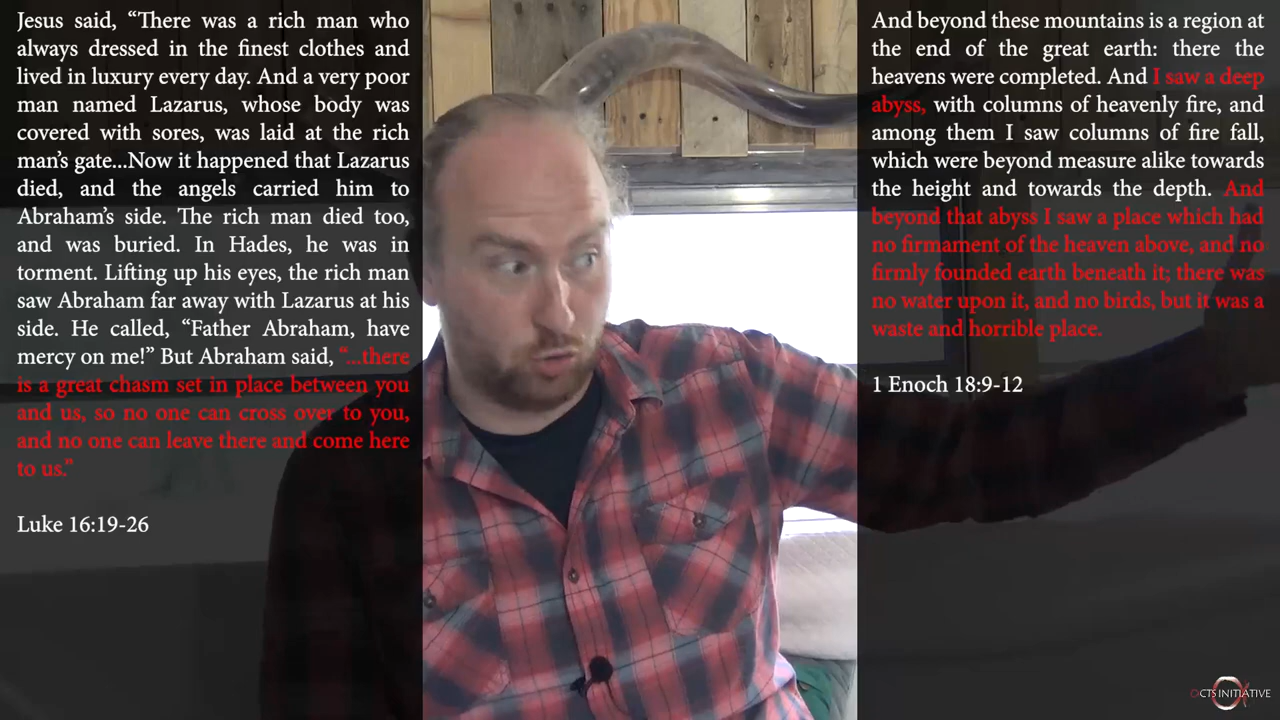 Jesus said, “There was a rich man who
always dressed in the finest clothes and
lived in luxury every day. And a very poor
man named Lazarus, whose body was
covered with sores, was laid at the rich
man’s gate...Now it happened that Lazarus
died, and the angels carried him to
Abraham’s side. The rich man died too,
and was buried. In Hades, he was in
torment. Lifting up his eyes, the rich man
saw Abraham far away with Lazarus at his
side. He called, “Father Abraham, have
mercy on me!” But Abraham said, “...there
is a great chasm set in place between you
and us, so no one can cross over to you,
and no one can leave there and come here
to us.”
Luke 16:19-26
And beyond these mountains is a region at
the end of the great earth: there the
heavens were completed. And I saw a deep
abyss, with columns of heavenly fire, and
among them I saw columns of fire fall,
which were beyond measure alike towards
the height and towards the depth. And
beyond that abyss I saw a place which had
no firmament of the heaven above, and no
firmly founded earth beneath it; there was
no water upon it, and no birds, but it was a
waste and horrible place.
1 Enoch 18:9-12
OCTS INITIATIVE